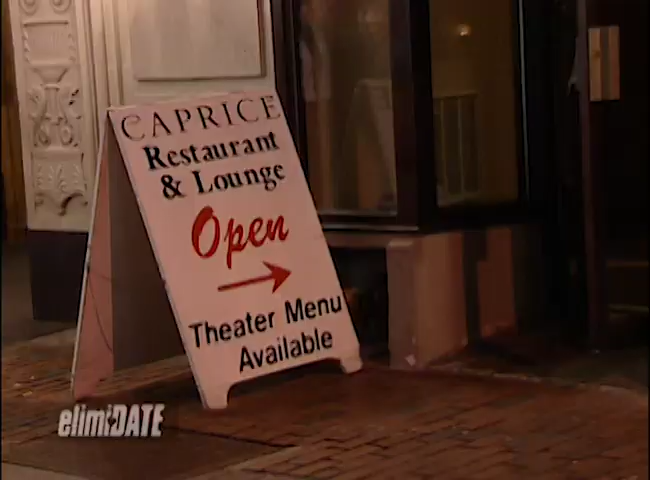 CAPRICE
Restaurant
& Lounge
Open
Theater Menu
Available
elimiDATE